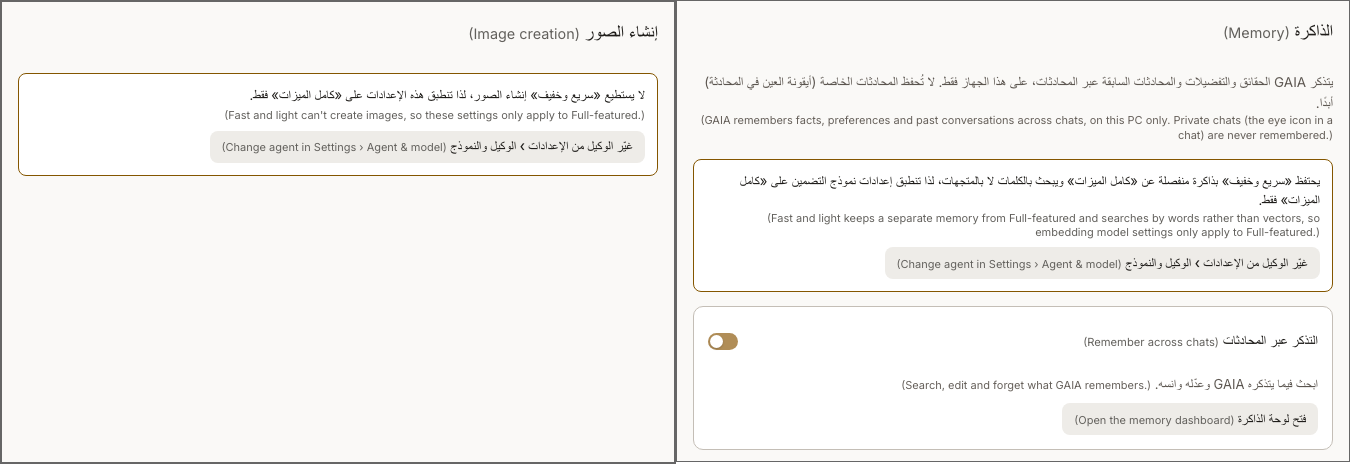 الذاكرة (Memory)
يتذكر GAIA الحقائق والتفضيلات والمحادثات السابقة عبر المحادثات، على هذا الجهاز فقط. لا تُحفظ المحادثات الخاصة (أيقونة العين في المحادثة)
أبدًا.
(GAIA remembers facts, preferences and past conversations across chats, on this PC only. Private chats (the eye icon in a
chat) are never remembered.)
يحتفظ «سريع وخفيف» بذاكرة منفصلة عن «كامل الميزات» ويبحث بالكلمات لا بالمتجهات، لذا تنطبق إعدادات نموذج التضمين على «كامل
الميزات» فقط.
(Fast and light keeps a separate memory from Full-featured and searches by words rather than vectors, so
embedding model settings only apply to Full-featured.)
غيّر الوكيل من الإعدادات › الوكيل والنموذج (Change agent in Settings › Agent & model)
التذكر عبر المحادثات (Remember across chats)
ابحث فيما يتذكره GAIA وعدّله وانسه. (Search, edit and forget what GAIA remembers.)
فتح لوحة الذاكرة (Open the memory dashboard)
إنشاء الصور (Image creation)
لا يستطيع «سريع وخفيف» إنشاء الصور، لذا تنطبق هذه الإعدادات على «كامل الميزات» فقط.
(Fast and light can't create images, so these settings only apply to Full-featured.)
غيّر الوكيل من الإعدادات › الوكيل والنموذج (Change agent in Settings › Agent & model)